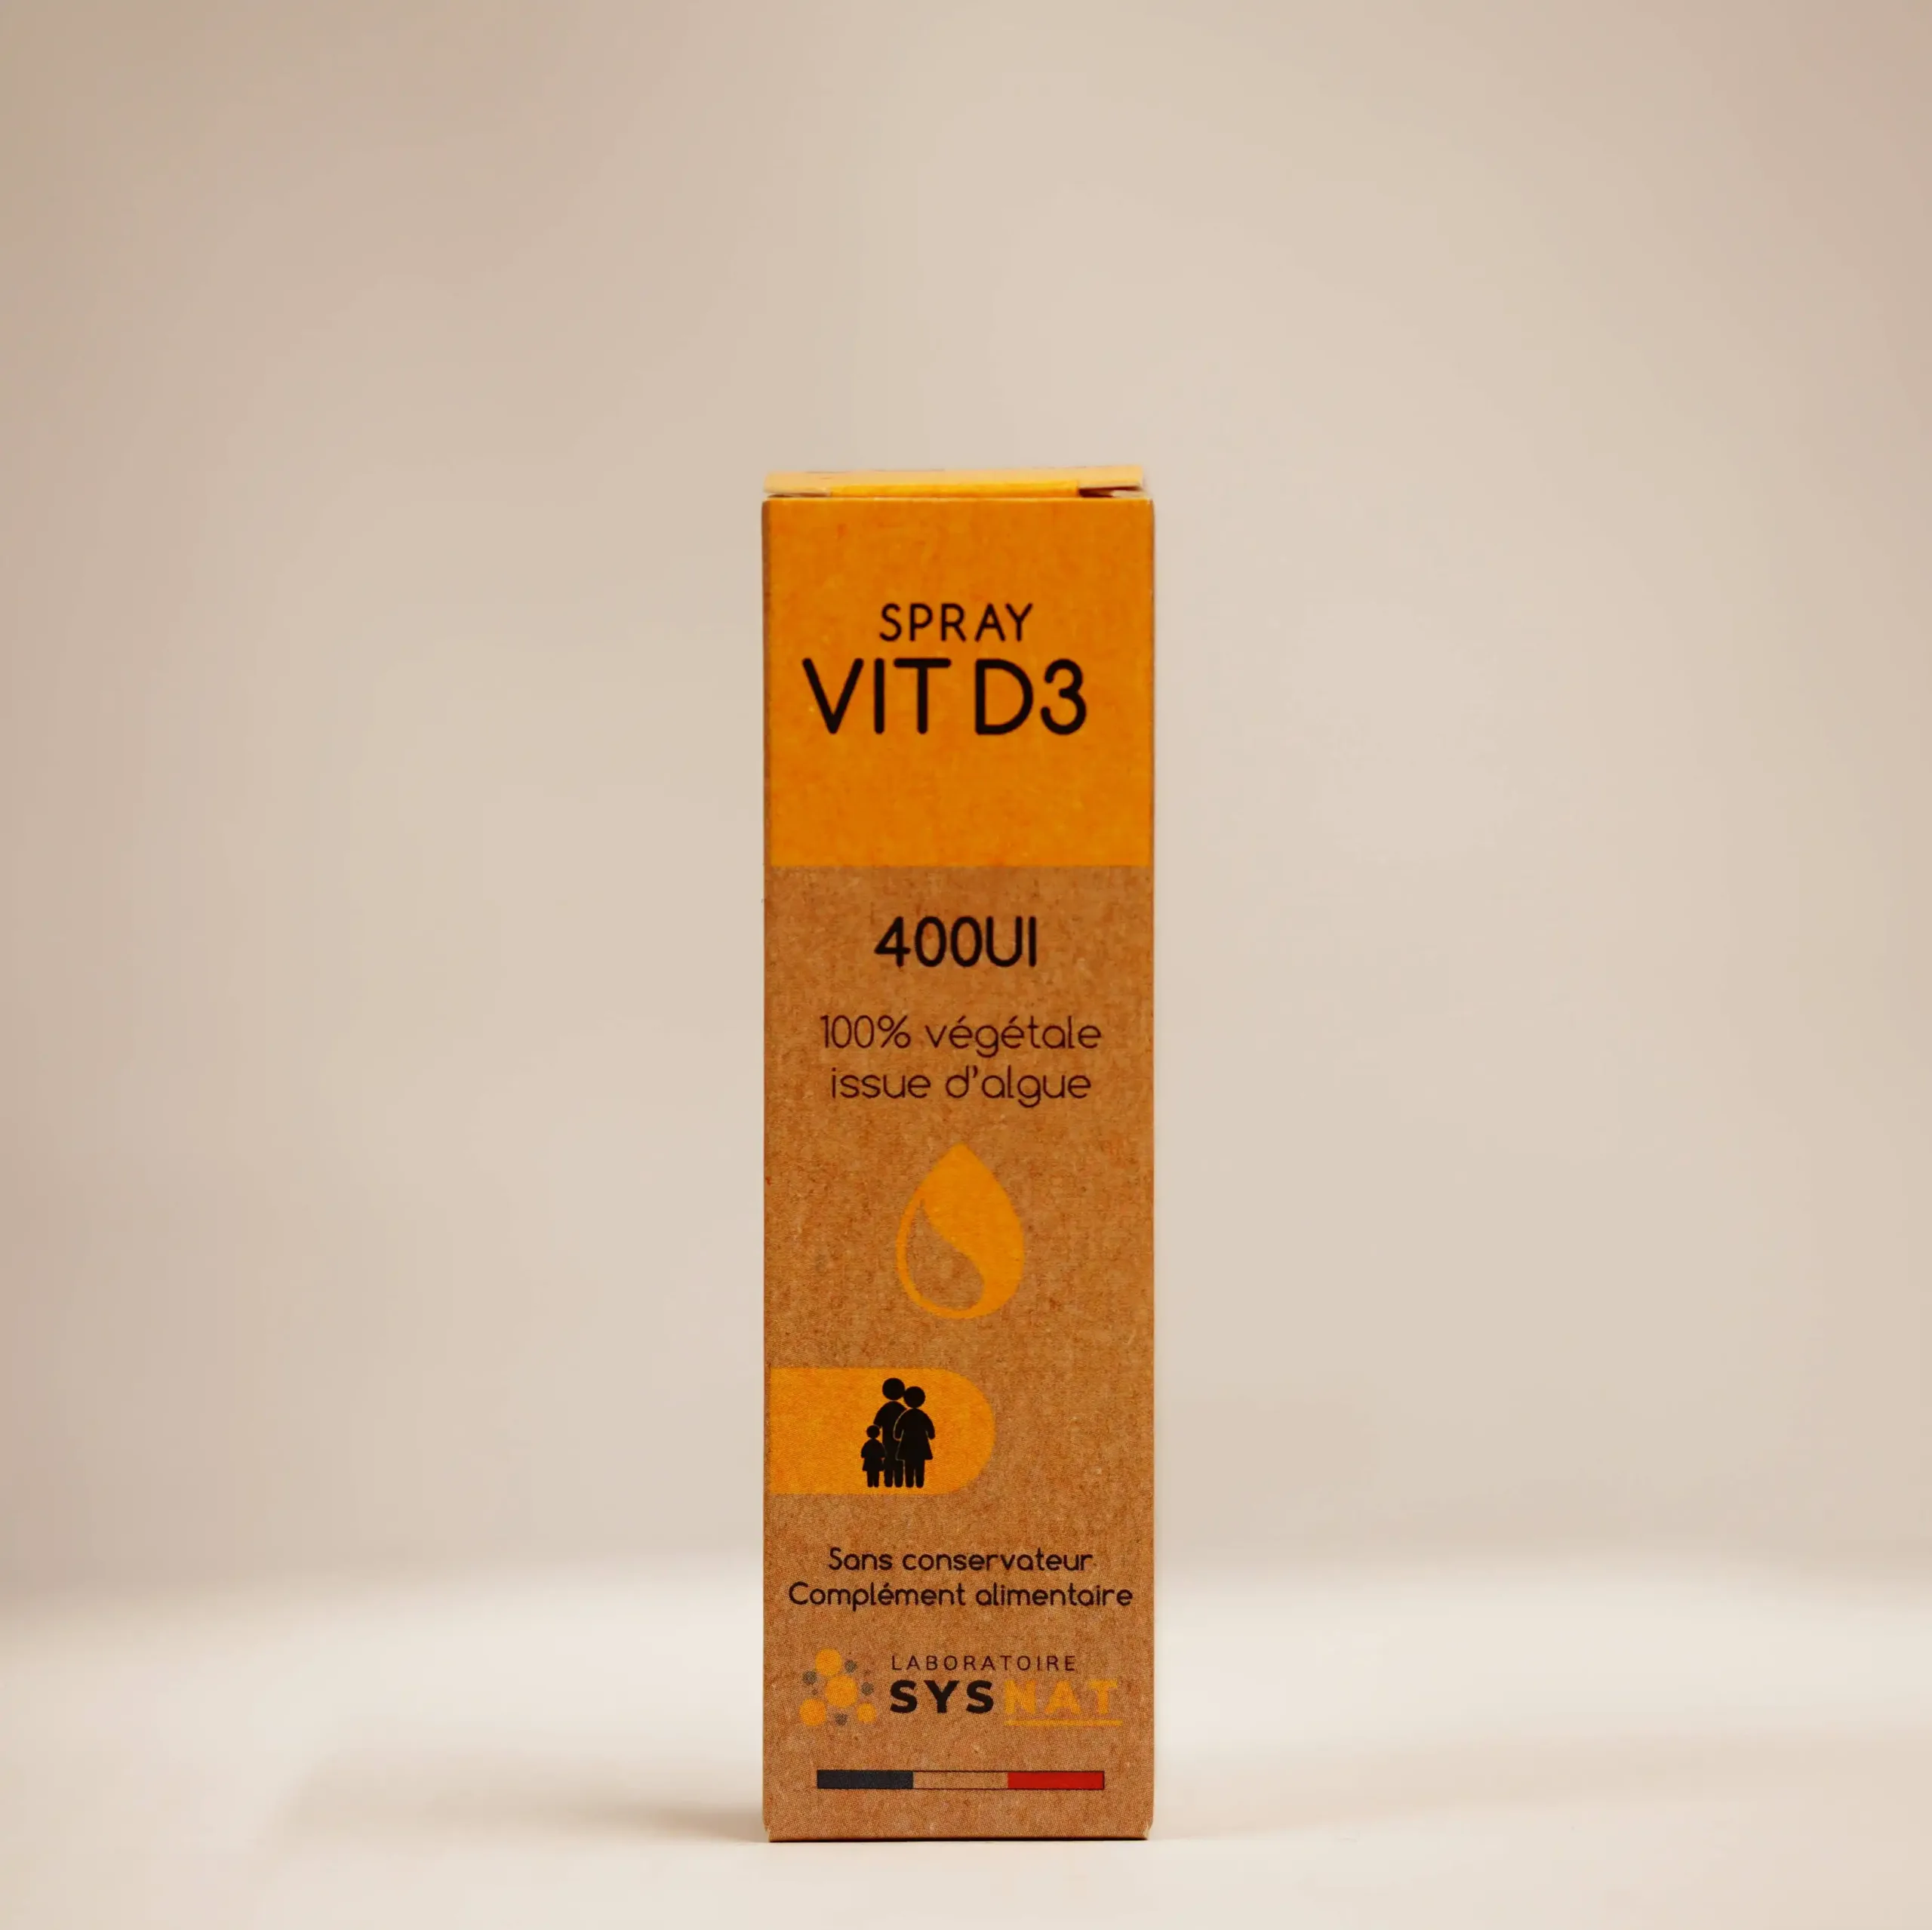 SPRAY
VIT D3
400UI
100% végétale
issue d'algue
Sans conservateur
Complément alimentaire
LABORATOIRE
SYSNAT